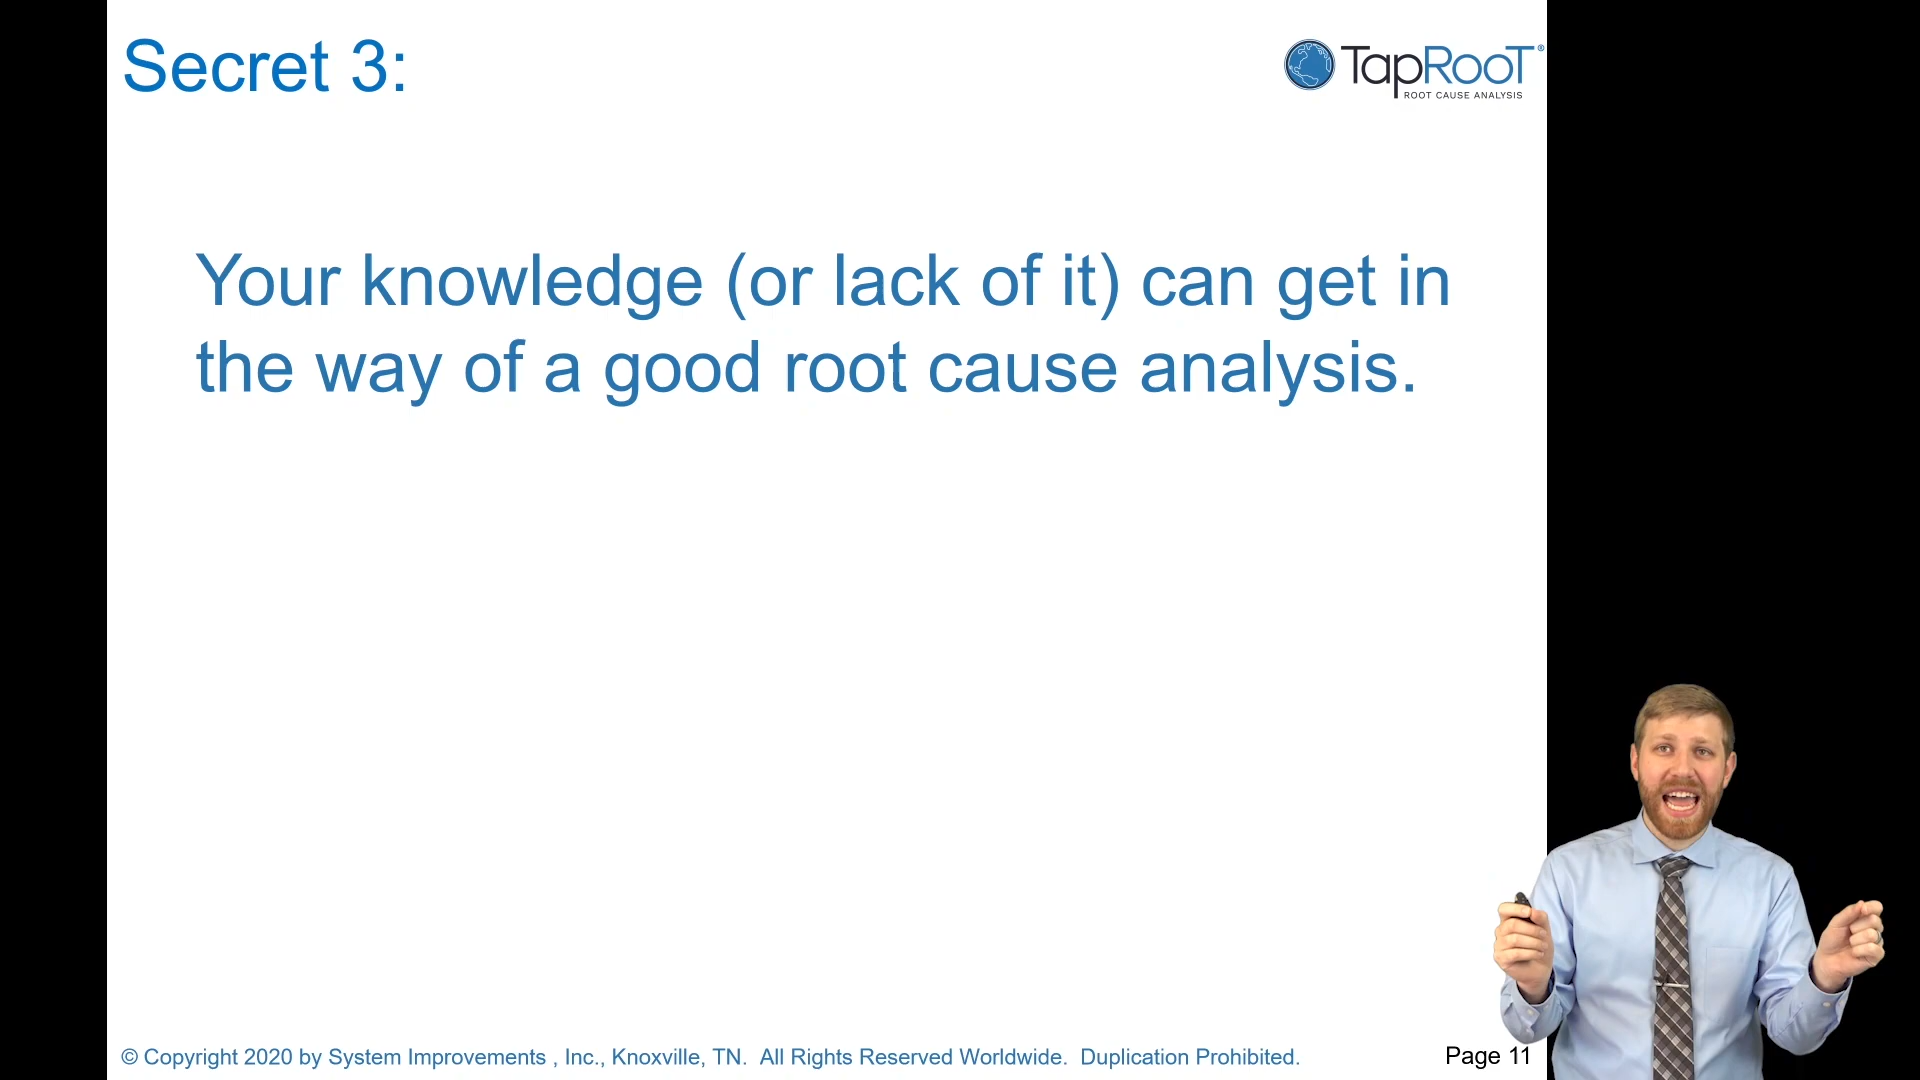 Secret 3:
TapRooT®
ROOT CAUSE ANALYSIS
Your knowledge (or lack of it) can get in
the way of a good root cause analysis.
© Copyright 2020 by System Improvements , Inc., Knoxville, TN.  All Rights Reserved Worldwide.  Duplication Prohibited.
Page 11